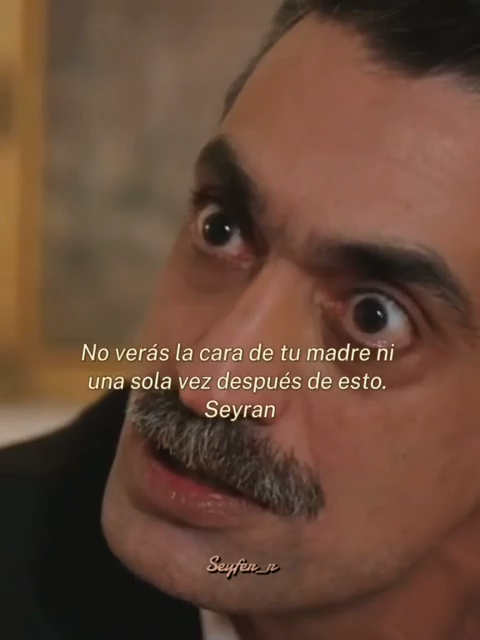 No verás la cara de tu madre ni
una sola vez después de esto.
Seyran
Seyfer_r